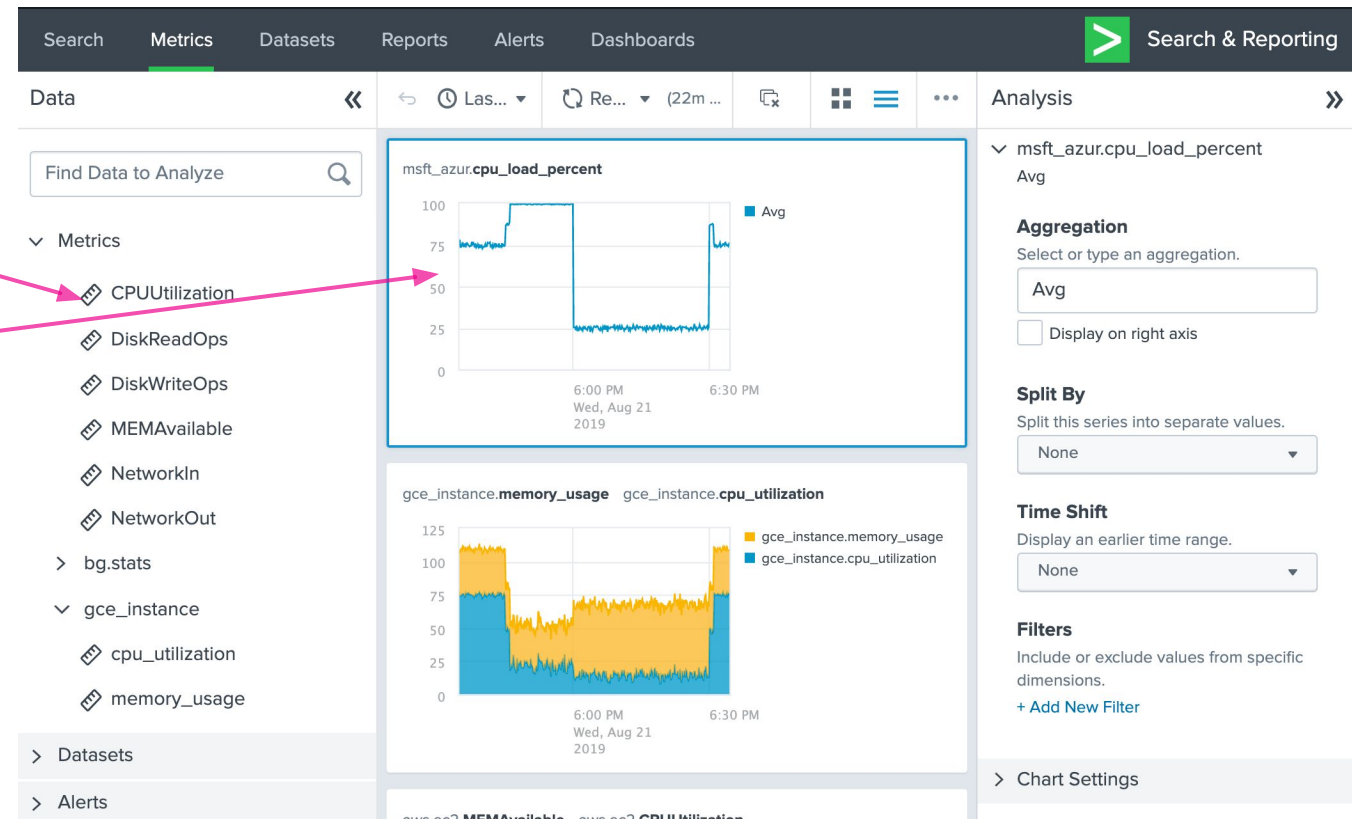 Search Metrics Datasets Reports Alerts Dashboards Search & Reporting
Data
Las... Re... (22m ...
Analysis
Find Data to Analyze
Metrics
CPUUtilization
DiskReadOps
DiskWriteOps
MEMAvailable
NetworkIn
NetworkOut
bg.stats
gce_instance
cpu_utilization
memory_usage
Datasets
Alerts
msft_azur.cpu_load_percent
100
75
50
25
0
Avg
6:00 PM 6:30 PM
Wed, Aug 21
2019
gce_instance.memory_usage gce_instance.cpu_utilization
125
100
75
50
25
0
gce_instance.memory_usage
gce_instance.cpu_utilization
6:00 PM 6:30 PM
Wed, Aug 21
2019
msft_azur.cpu_load_percent
Avg
Aggregation
Select or type an aggregation.
Avg
Display on right axis
Split By
Split this series into separate values.
None
Time Shift
Display an earlier time range.
None
Filters
Include or exclude values from specific
dimensions.
+ Add New Filter
Chart Settings